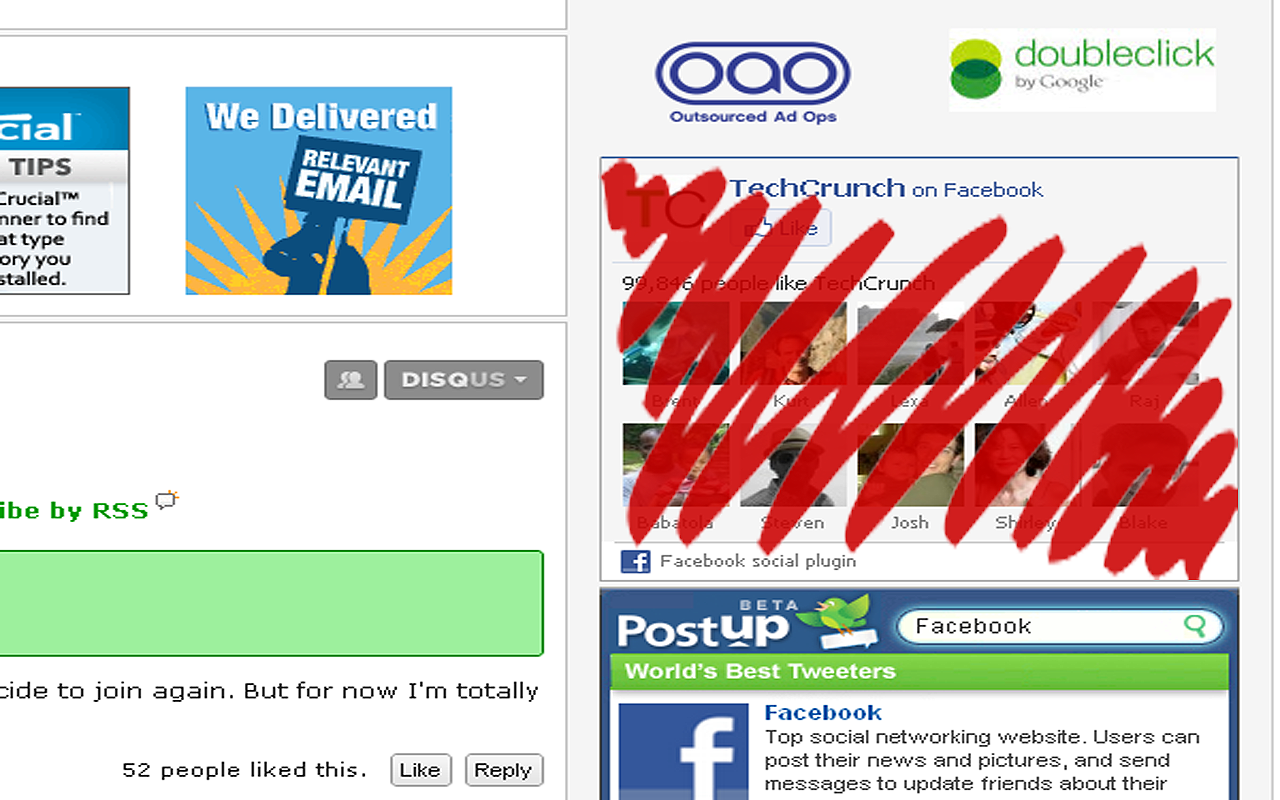 cial™
TIPS
Crucial™
nner to find
at type
ory you
stalled.
We Delivered
RELEVANT
EMAIL
DISQUS
ibe by RSS
cide to join again. But for now I'm totally
52 people liked this.
Like
Reply
oao
Outsourced Ad Ops
doubleclick
by Google™
TC
TechCrunch on Facebook
Like
99,846 people like TechCrunch
Brent
Kurt
Lexa
Allen
Raj
Babatola
Steven
Josh
Shirley
Blake
f
Facebook social plugin
BETA
Postup
Facebook
World's Best Tweeters
f
Facebook
Top social networking website. Users can
post their news and pictures, and send
messages to update friends about their